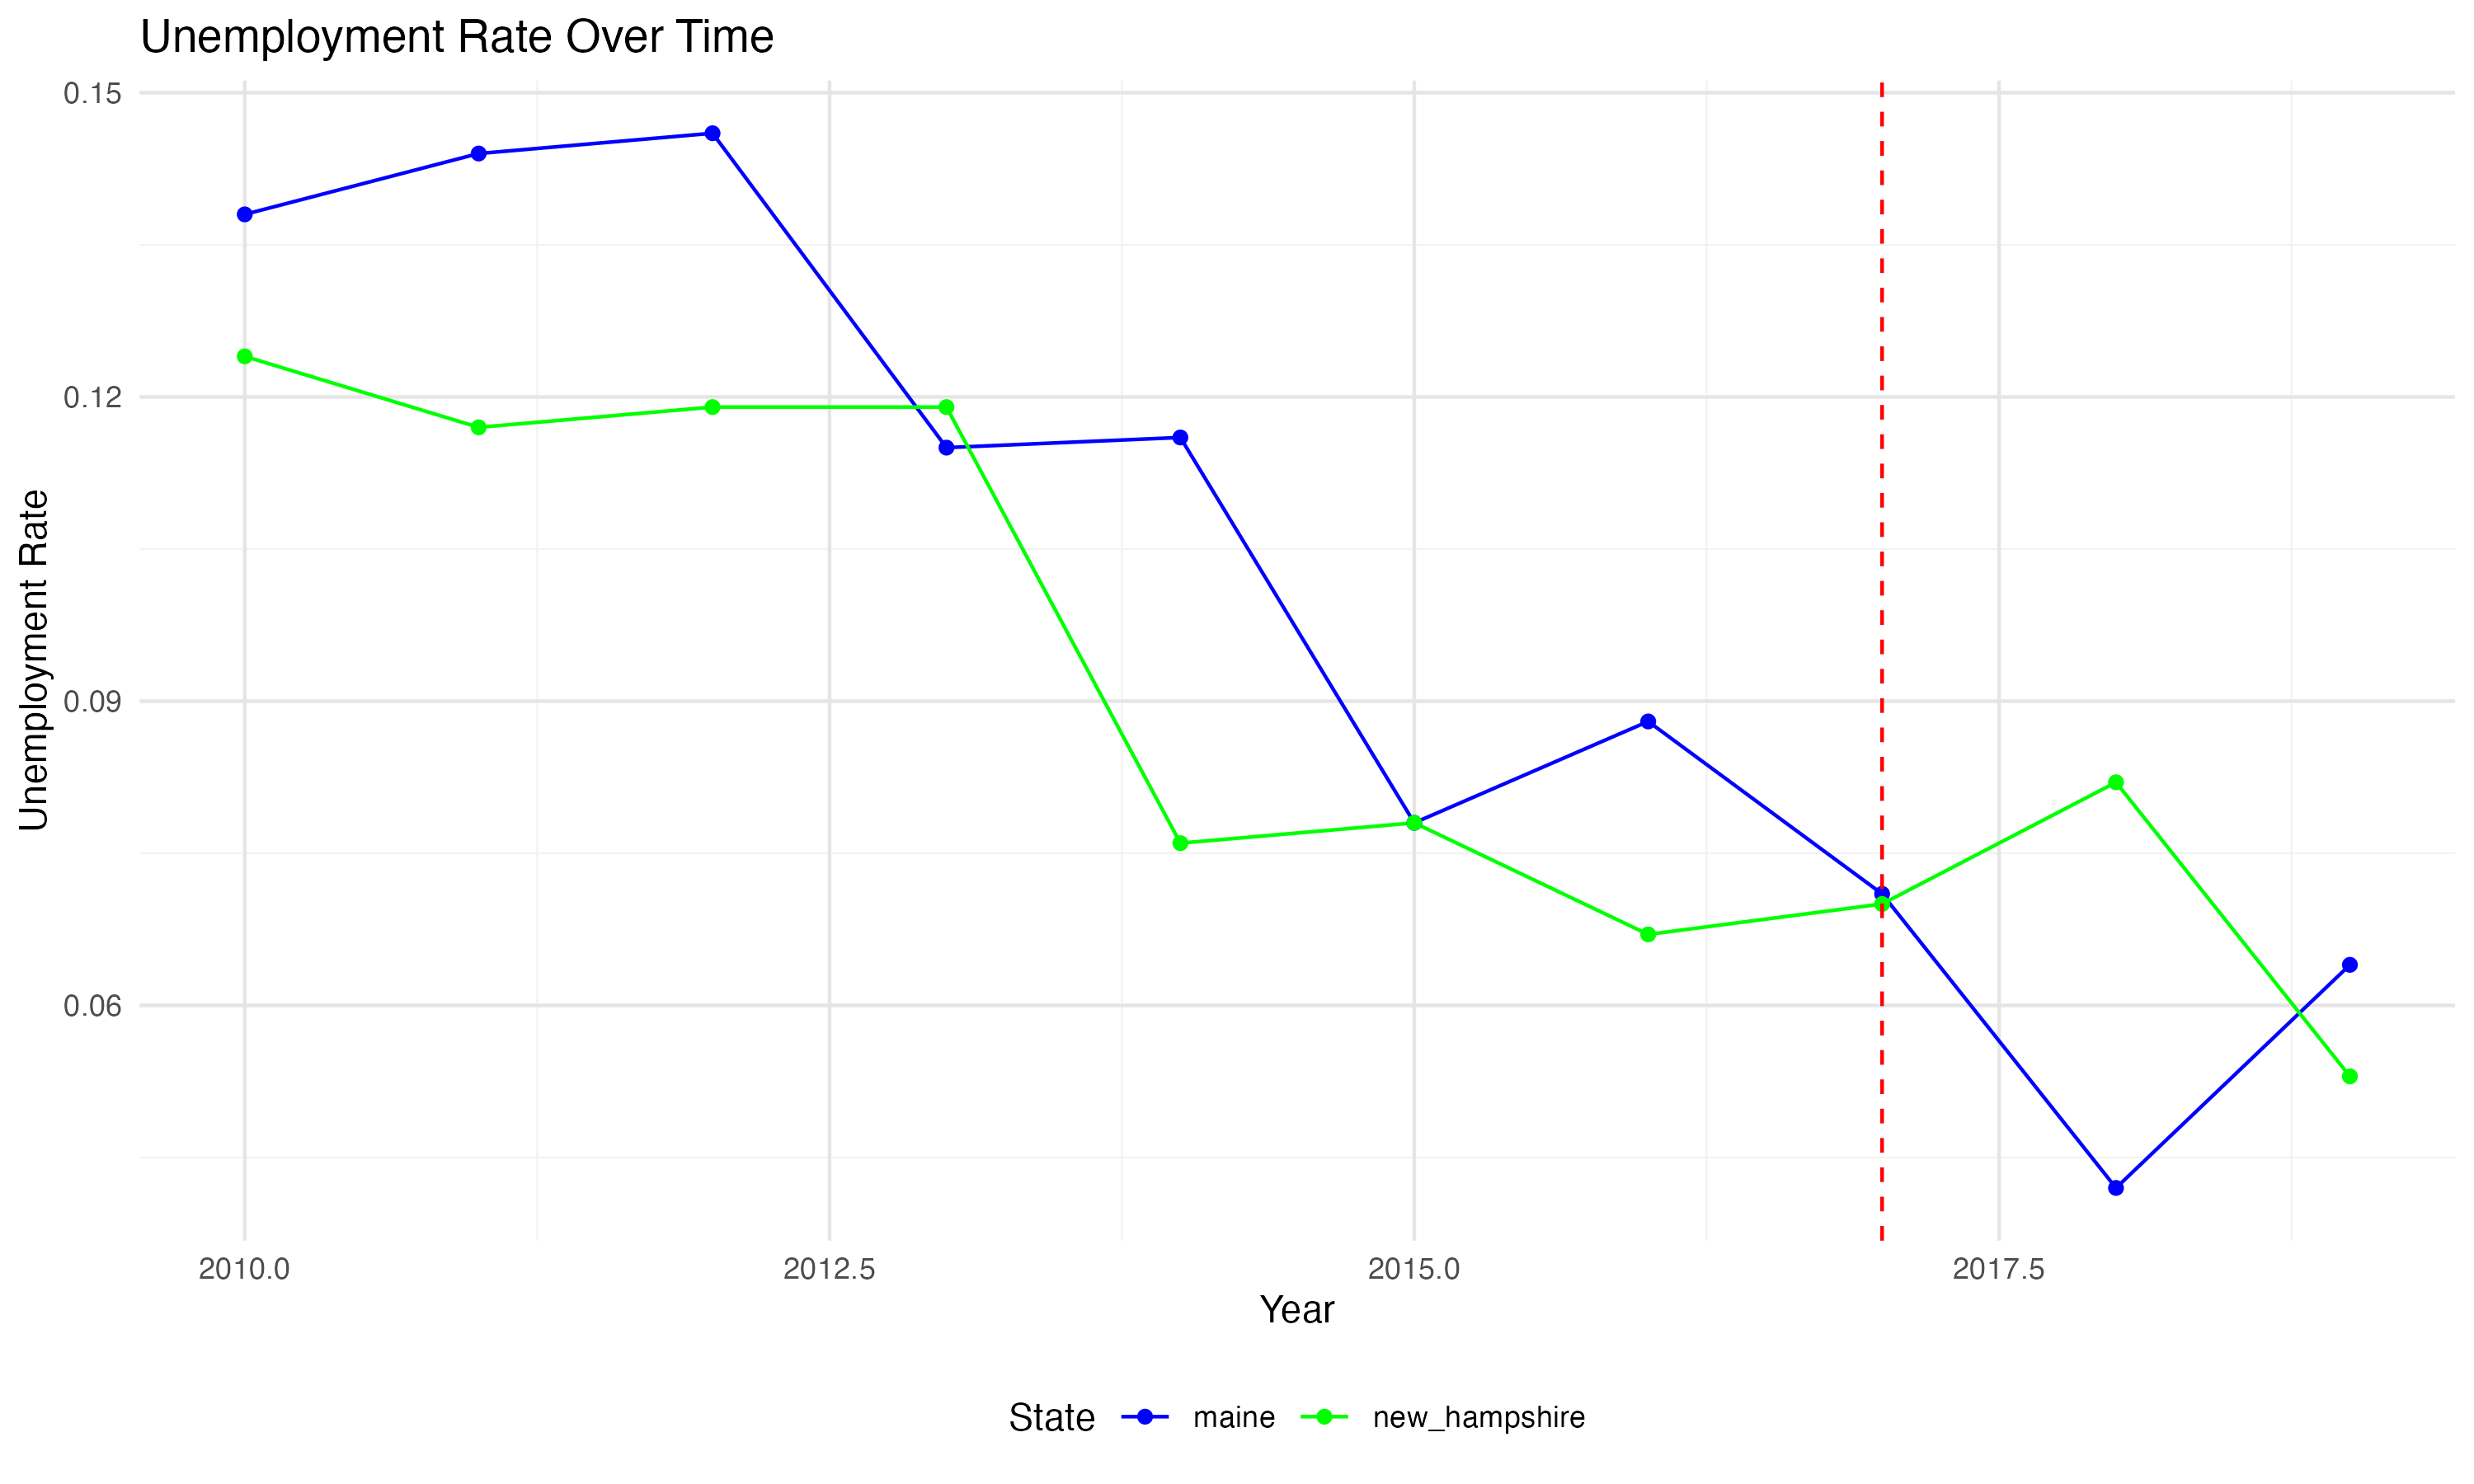 Unemployment Rate Over Time
Unemployment Rate
0.15
0.12
0.09
0.06
2010.0 2012.5 2015.0 2017.5
Year
State maine new_hampshire